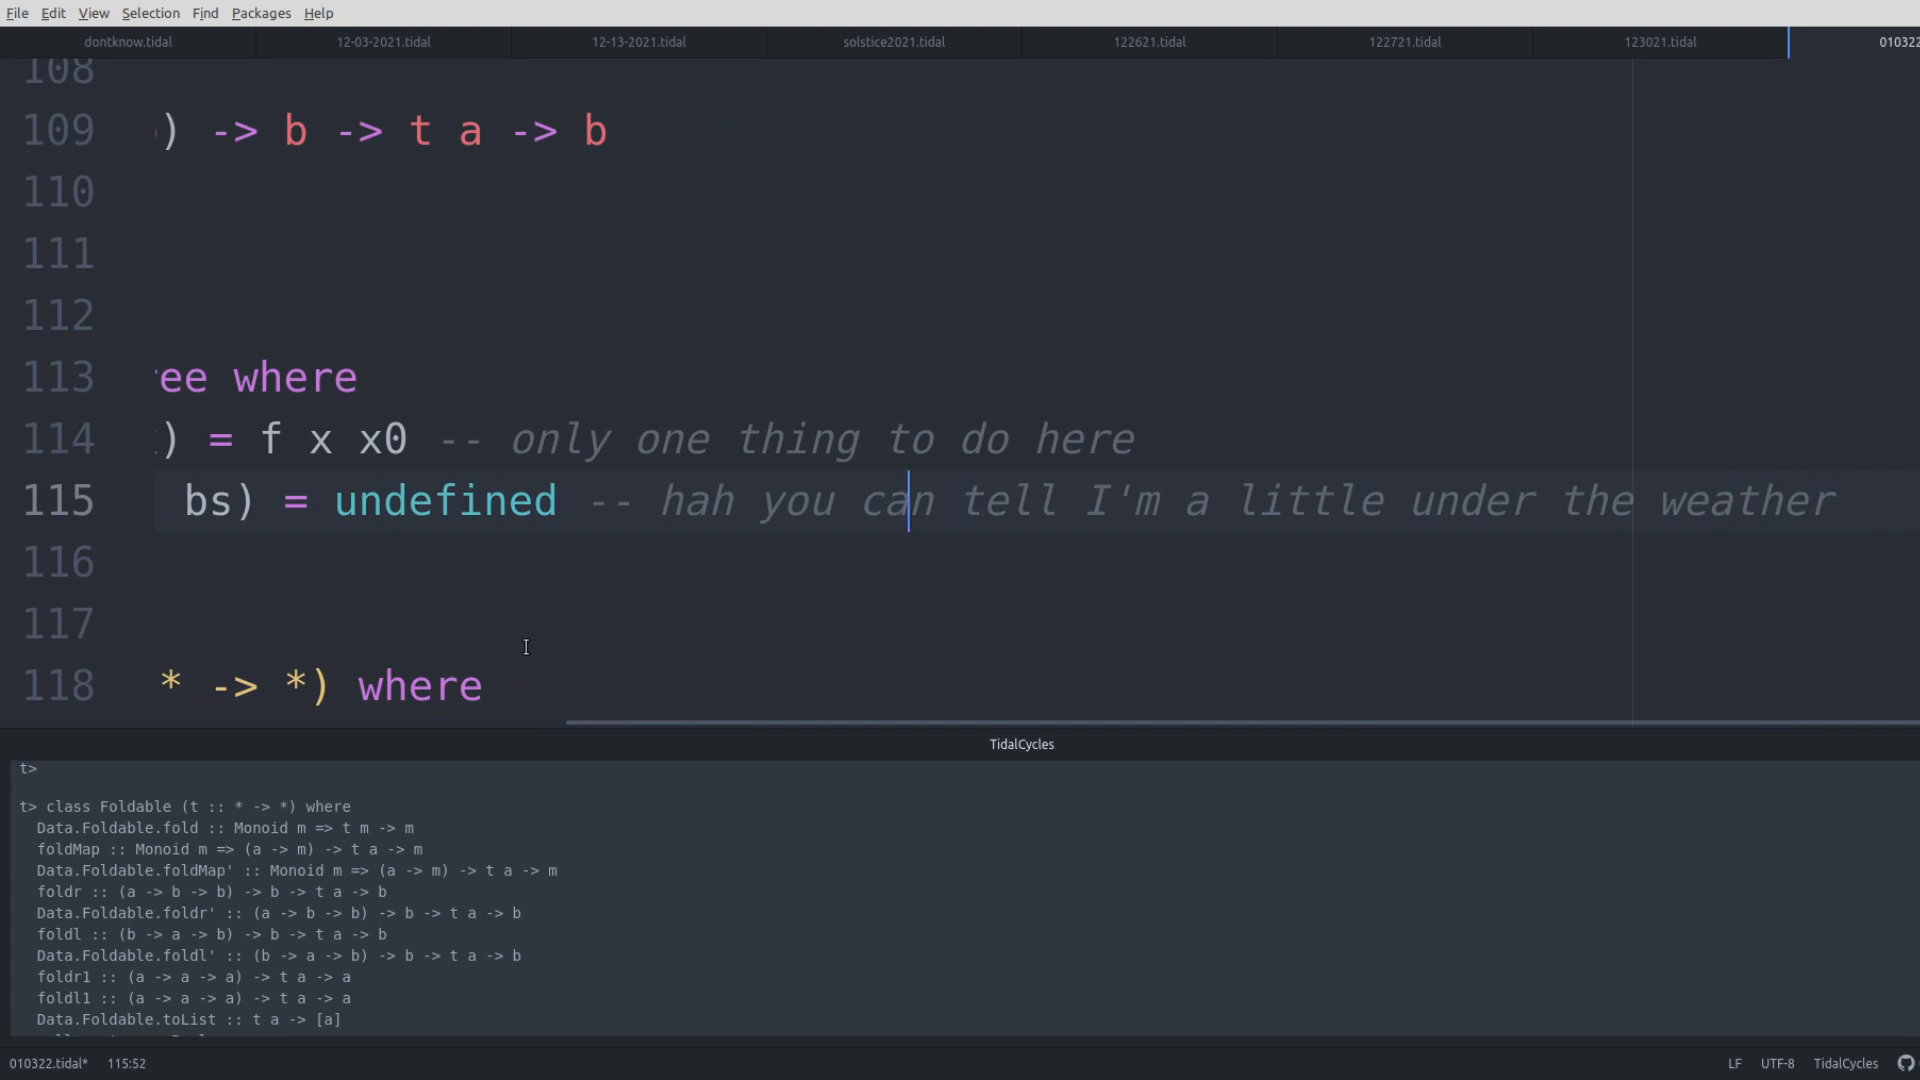 File Edit View Selection Find Packages Help
dontknow.tidal 12-03-2021.tidal 12-13-2021.tidal solstice2021.tidal 122621.tidal 122721.tidal 123021.tidal 010322
108
109 ) -> b -> t a -> b
110
111
112
113 ee where
114 ) = f x x0 -- only one thing to do here
115 bs) = undefined -- hah you can tell I'm a little under the weather
116
117
118 * -> *) where
TidalCycles
t>
t> class Foldable (t :: * -> *) where
Data.Foldable.fold :: Monoid m => t m -> m
foldMap :: Monoid m => (a -> m) -> t a -> m
Data.Foldable.foldMap' :: Monoid m => (a -> m) -> t a -> m
foldr :: (a -> b -> b) -> b -> t a -> b
Data.Foldable.foldr' :: (a -> b -> b) -> b -> t a -> b
foldl :: (b -> a -> b) -> b -> t a -> b
Data.Foldable.foldl' :: (b -> a -> b) -> b -> t a -> b
foldr1 :: (a -> a -> a) -> t a -> a
foldl1 :: (a -> a -> a) -> t a -> a
Data.Foldable.toList :: t a -> [a]
010322.tidal* 115:52 LF UTF-8 TidalCycles